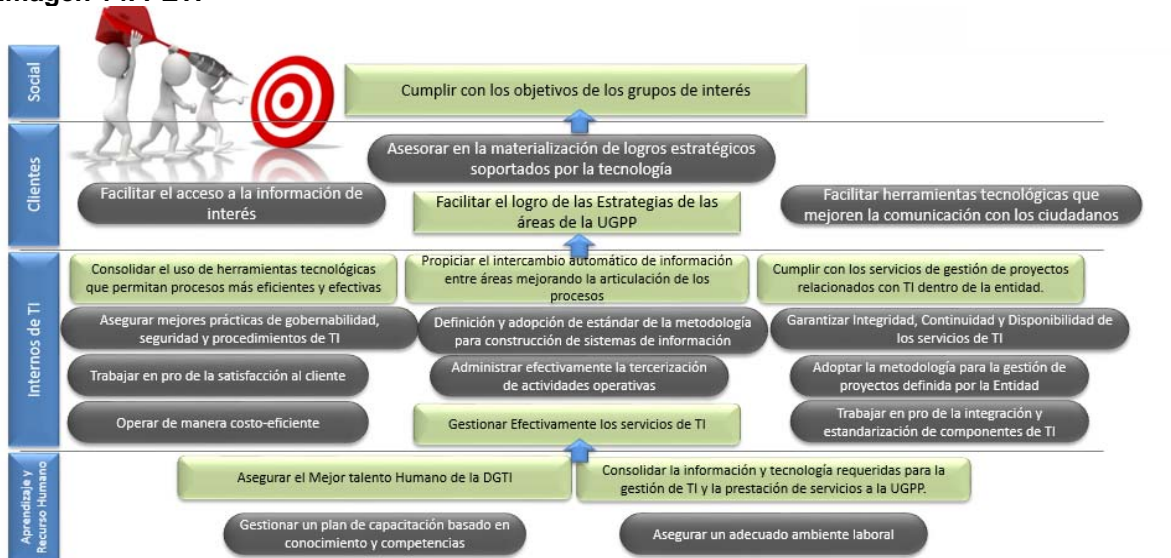 Social
Cumplir con los objetivos de los grupos de interés
Clientes
Asesorar en la materialización de logros estratégicos
soportados por la tecnología
Facilitar el acceso a la información de
interés
Facilitar el logro de las Estrategias de las
áreas de la UGPP
Facilitar herramientas tecnológicas que
mejoren la comunicación con los ciudadanos
Internos de TI
Consolidar el uso de herramientas tecnológicas
que permitan procesos más eficientes y efectivas
Propiciar el intercambio automático de información
entre áreas mejorando la articulación de los
procesos
Cumplir con los servicios de gestión de proyectos
relacionados con TI dentro de la entidad.
Asegurar mejores prácticas de gobernabilidad,
seguridad y procedimientos de TI
Definición y adopción de estándar de la metodología
para construcción de sistemas de información
Garantizar Integridad, Continuidad y Disponibilidad de
los servicios de TI
Trabajar en pro de la satisfacción al cliente
Administrar efectivamente la tercerización
de actividades operativas
Adoptar la metodología para la gestión de
proyectos definida por la Entidad
Operar de manera costo-eficiente
Gestionar Efectivamente los servicios de TI
Trabajar en pro de la integración y
estandarización de componentes de TI
Aprendizaje y
Recurso Humano
Asegurar el Mejor talento Humano de la DGTI
Consolidar la información y tecnología requeridas para la
gestión de TI y la prestación de servicios a la UGPP.
Gestionar un plan de capacitación basado en
conocimiento y competencias
Asegurar un adecuado ambiente laboral